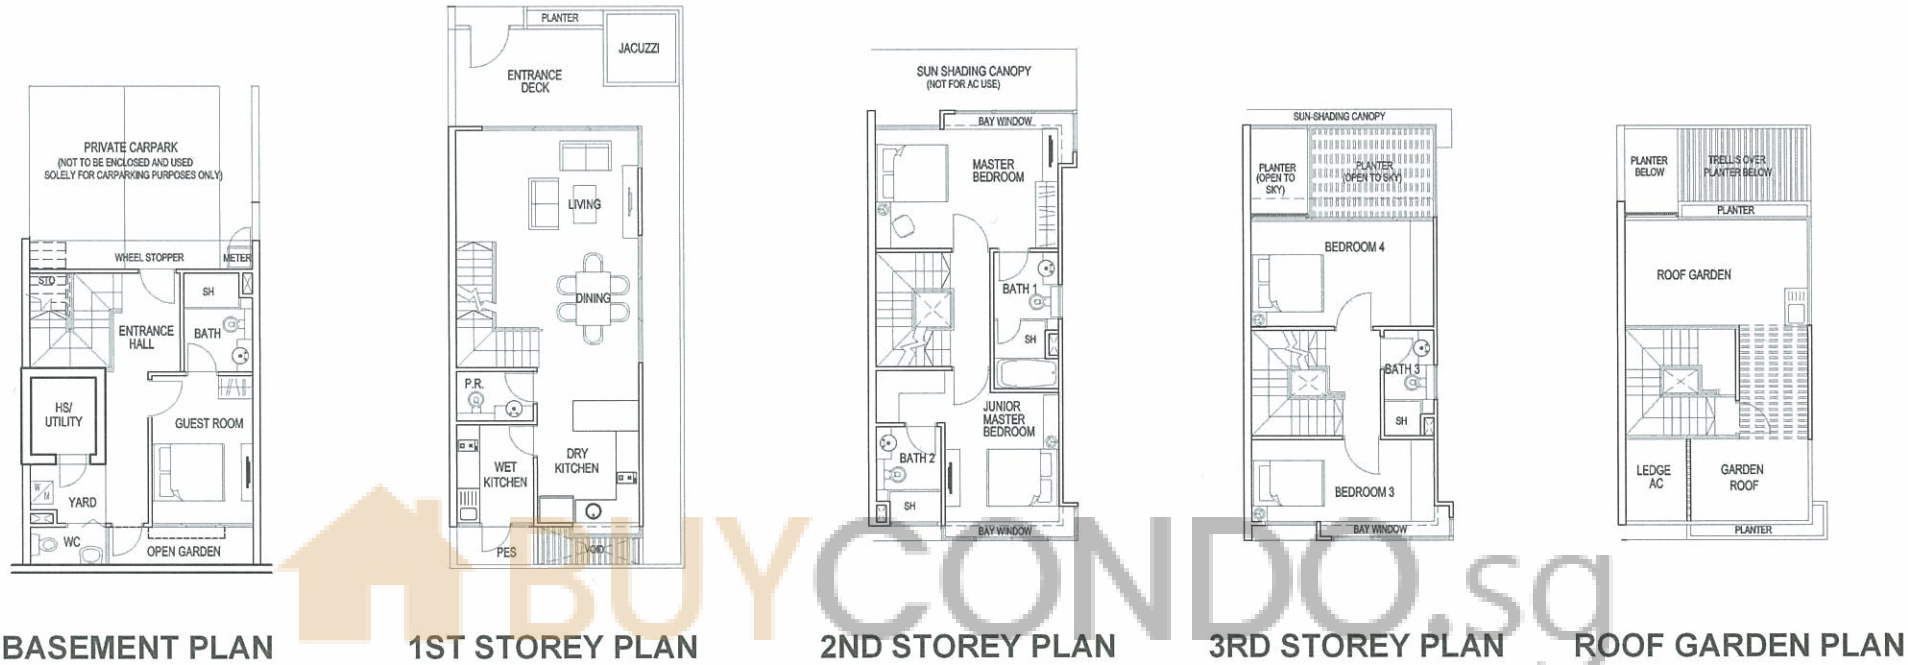 PRIVATE CARPARK
(NOT TO BE ENCLOSED AND USED
SOLELY FOR CARPARKING PURPOSES ONLY)
WHEEL STOPPER
METER
STO
SH
ENTRANCE
HALL
BATH
HS/
UTILITY
GUEST ROOM
W
M
YARD
WC
OPEN GARDEN
BASEMENT PLAN
PLANTER
JACUZZI
ENTRANCE
DECK
LIVING
DINING
P.R.
WET
KITCHEN
DRY
KITCHEN
PES
VOID
1ST STOREY PLAN
SUN SHADING CANOPY
(NOT FOR AC USE)
BAY WINDOW
MASTER
BEDROOM
BATH 1
SH
JUNIOR
MASTER
BEDROOM
BATH 2
SH
BAY WINDOW
2ND STOREY PLAN
SUN-SHADING CANOPY
PLANTER
(OPEN TO
SKY)
PLANTER
(OPEN TO SKY)
BEDROOM 4
BATH 3
SH
BEDROOM 3
BAY WINDOW
3RD STOREY PLAN
PLANTER
BELOW
TRELLIS OVER
PLANTER BELOW
PLANTER
ROOF GARDEN
LEDGE
AC
GARDEN
ROOF
PLANTER
ROOF GARDEN PLAN
BUYCONDO.sg